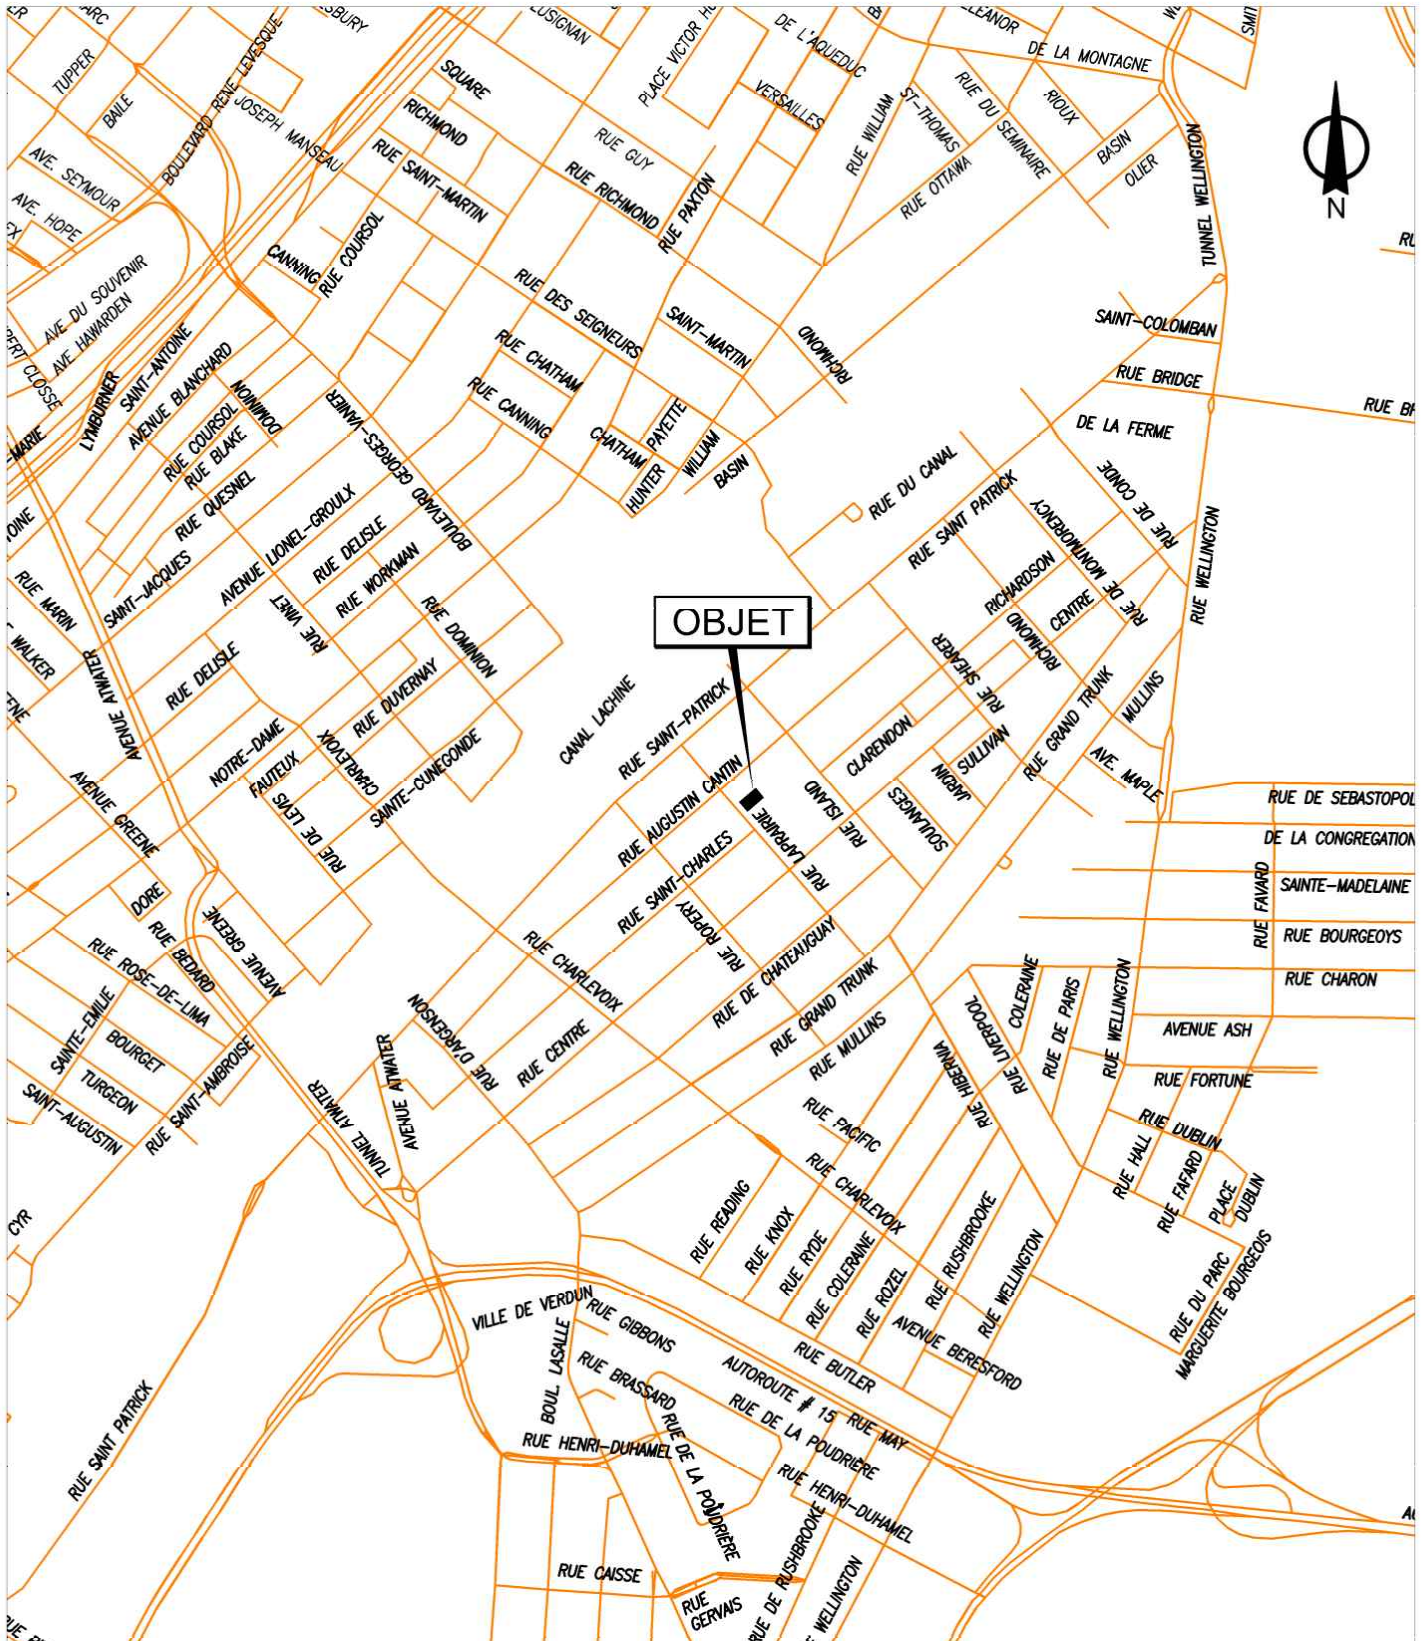 TUPPER
BAILE
BOULEVARD RENE LEVESQUE
JOSEPH MANSEAU
SQUARE
RICHMOND
RUE SAINT-MARTIN
PLACE VICTOR
DE L'AQUEDUC
VERSAILLES
RUE WILLIAM
ST-THOMAS
RUE DU SEMINAIRE
DE LA MONTAGNE
RIOUX
BASIN
OLIER
RUE OTTAWA
TUNNEL WELLINGTON
N
AVE. SEYMOUR
AVE. HOPE
AVE DU SOUVENIR
AVE HAWARDEN
RUE GUY
RUE RICHMOND
RUE PAXTON
CANNING
RUE COURSOL
RUE DES SEIGNEURS
SAINT-MARTIN
RICHMOND
SAINT-COLOMBAN
RUE BRIDGE
DE LA FERME
LYMBURNER
SAINT-ANTOINE
AVENUE BLANCHARD
DOMINION
RUE COURSOL
RUE BLAKE
RUE QUESNEL
BOULEVARD GEORGES-VANIER
RUE CHATHAM
RUE CANNING
CHATHAM
PAYETTE
HUNTER
WILLIAM
BASIN
RUE DU CANAL
RUE SAINT PATRICK
RUE DE CONDE
RUE DE MONTMORENCY
RUE WELLINGTON
RUE MARIN
WALKER
SAINT-JACQUES
AVENUE LIONEL-GROULX
RUE DELISLE
RUE WORKMAN
RUE VINET
RUE DOMINION
OBJET
RICHARDSON
CENTRE
RICHMOND
RUE SHEARER
AVENUE ATWATER
RUE DELISLE
RUE DUVERNAY
NOTRE-DAME
FAUTEUX
CHARLEVOIX
RUE DE LEVIS
SAINTE-CUNEGONDE
CANAL LACHINE
RUE SAINT-PATRICK
CLARENDON
SULLIVAN
JARDIN
SOULANGES
RUE GRAND TRUNK
MULLINS
AVE. MAPLE
AVENUE GREENE
RUE AUGUSTIN CANTIN
RUE SAINT-CHARLES
RUE LAPRAIRIE
RUE ISLAND
RUE ROPERY
RUE DE SEBASTOPOL
DE LA CONGREGATION
SAINTE-MADELAINE
RUE FAVARD
RUE BOURGEOYS
RUE CHARON
DORE
RUE BEDARD
AVENUE GREENE
RUE ROSE-DE-LIMA
SAINTE-EMILIE
BOURGET
TURGEON
SAINT-AUGUSTIN
RUE SAINT-AMBROISE
RUE CHARLEVOIX
RUE D'ARGENSON
RUE CENTRE
RUE DE CHATEAUGUAY
RUE GRAND TRUNK
RUE MULLINS
COLERAINE
RUE LIVERPOOL
RUE DE PARIS
RUE WELLINGTON
AVENUE ASH
RUE FORTUNE
RUE HIBERNIA
RUE DUBLIN
RUE HALL
RUE FAFARD
PLACE
DUBLIN
AVENUE ATWATER
TUNNEL ATWATER
RUE PACIFIC
RUE CHARLEVOIX
RUE READING
RUE KNOX
RUE RYDE
RUE COLERAINE
RUE ROZEL
RUE RUSHBROOKE
RUE WELLINGTON
AVENUE BERESFORD
RUE DU PARC
MARGUERITE BOURGEOIS
CYR
VILLE DE VERDUN
RUE GIBBONS
BOUL. LASALLE
RUE BRASSARD
AUTOROUTE # 15
RUE BUTLER
RUE MAY
RUE DE LA POUDRIÈRE
RUE SAINT PATRICK
RUE HENRI-DUHAMEL
RUE DE LA POUDRIÈRE
RUE HENRI-DUHAMEL
RUE CAISSE
RUE
GERVAIS
RUE DE RUSHBROOKE
WELLINGTON